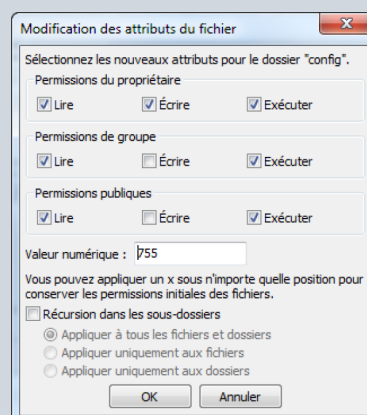 Modification des attributs du fichier
Sélectionnez les nouveaux attributs pour le dossier "config".
Permissions du propriétaire
Lire Écrire Exécuter
Permissions de groupe
Lire Écrire Exécuter
Permissions publiques
Lire Écrire Exécuter
Valeur numérique : 755
Vous pouvez appliquer un x sous n'importe quelle position pour
conserver les permissions initiales des fichiers.
Récursion dans les sous-dossiers
Appliquer à tous les fichiers et dossiers
Appliquer uniquement aux fichiers
Appliquer uniquement aux dossiers
OK Annuler